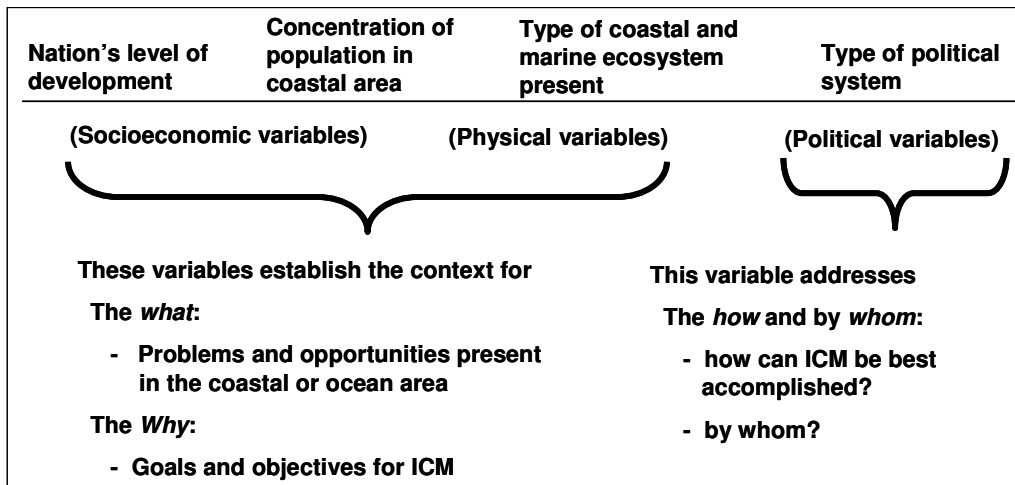 Nation's level of
development
Concentration of
population in
coastal area
Type of coastal and
marine ecosystem
present
Type of political
system
(Socioeconomic variables)
(Physical variables)
(Political variables)
These variables establish the context for
The what:
- Problems and opportunities present
in the coastal or ocean area
The Why:
- Goals and objectives for ICM
This variable addresses
The how and by whom:
- how can ICM be best
accomplished?
- by whom?